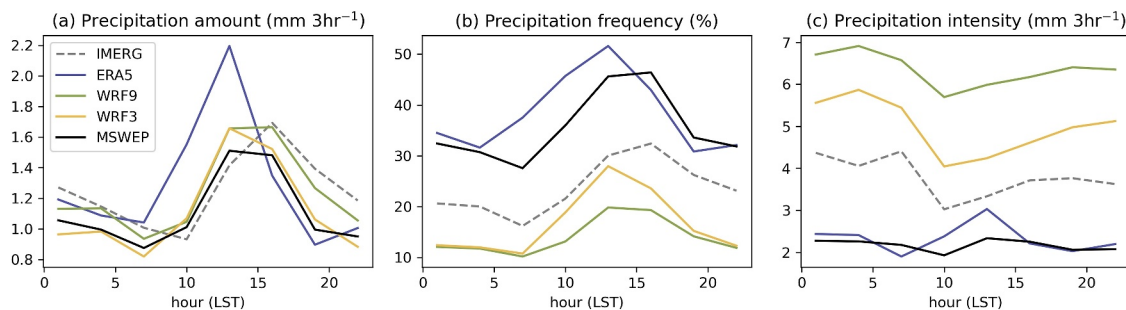 (a) Precipitation amount (mm 3hr⁻¹)
2.2
2.0
1.8
1.6
1.4
1.2
1.0
0.8
IMERG
ERA5
WRF9
WRF3
MSWEP
0 5 10 15 20
hour (LST)
(b) Precipitation frequency (%)
50
40
30
20
10
0 5 10 15 20
hour (LST)
(c) Precipitation intensity (mm 3hr⁻¹)
7
6
5
4
3
2
0 5 10 15 20
hour (LST)